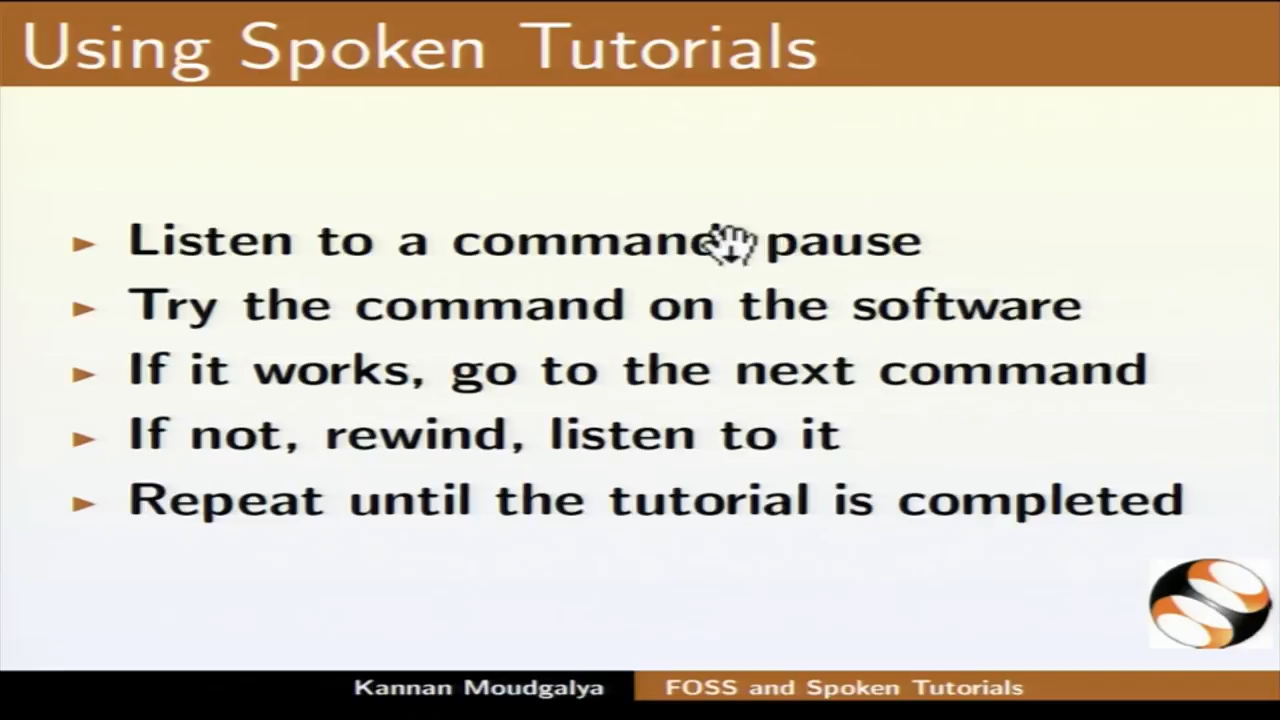 Using Spoken Tutorials
► Listen to a command, pause
► Try the command on the software
► If it works, go to the next command
► If not, rewind, listen to it
► Repeat until the tutorial is completed
Kannan Moudgalya FOSS and Spoken Tutorials